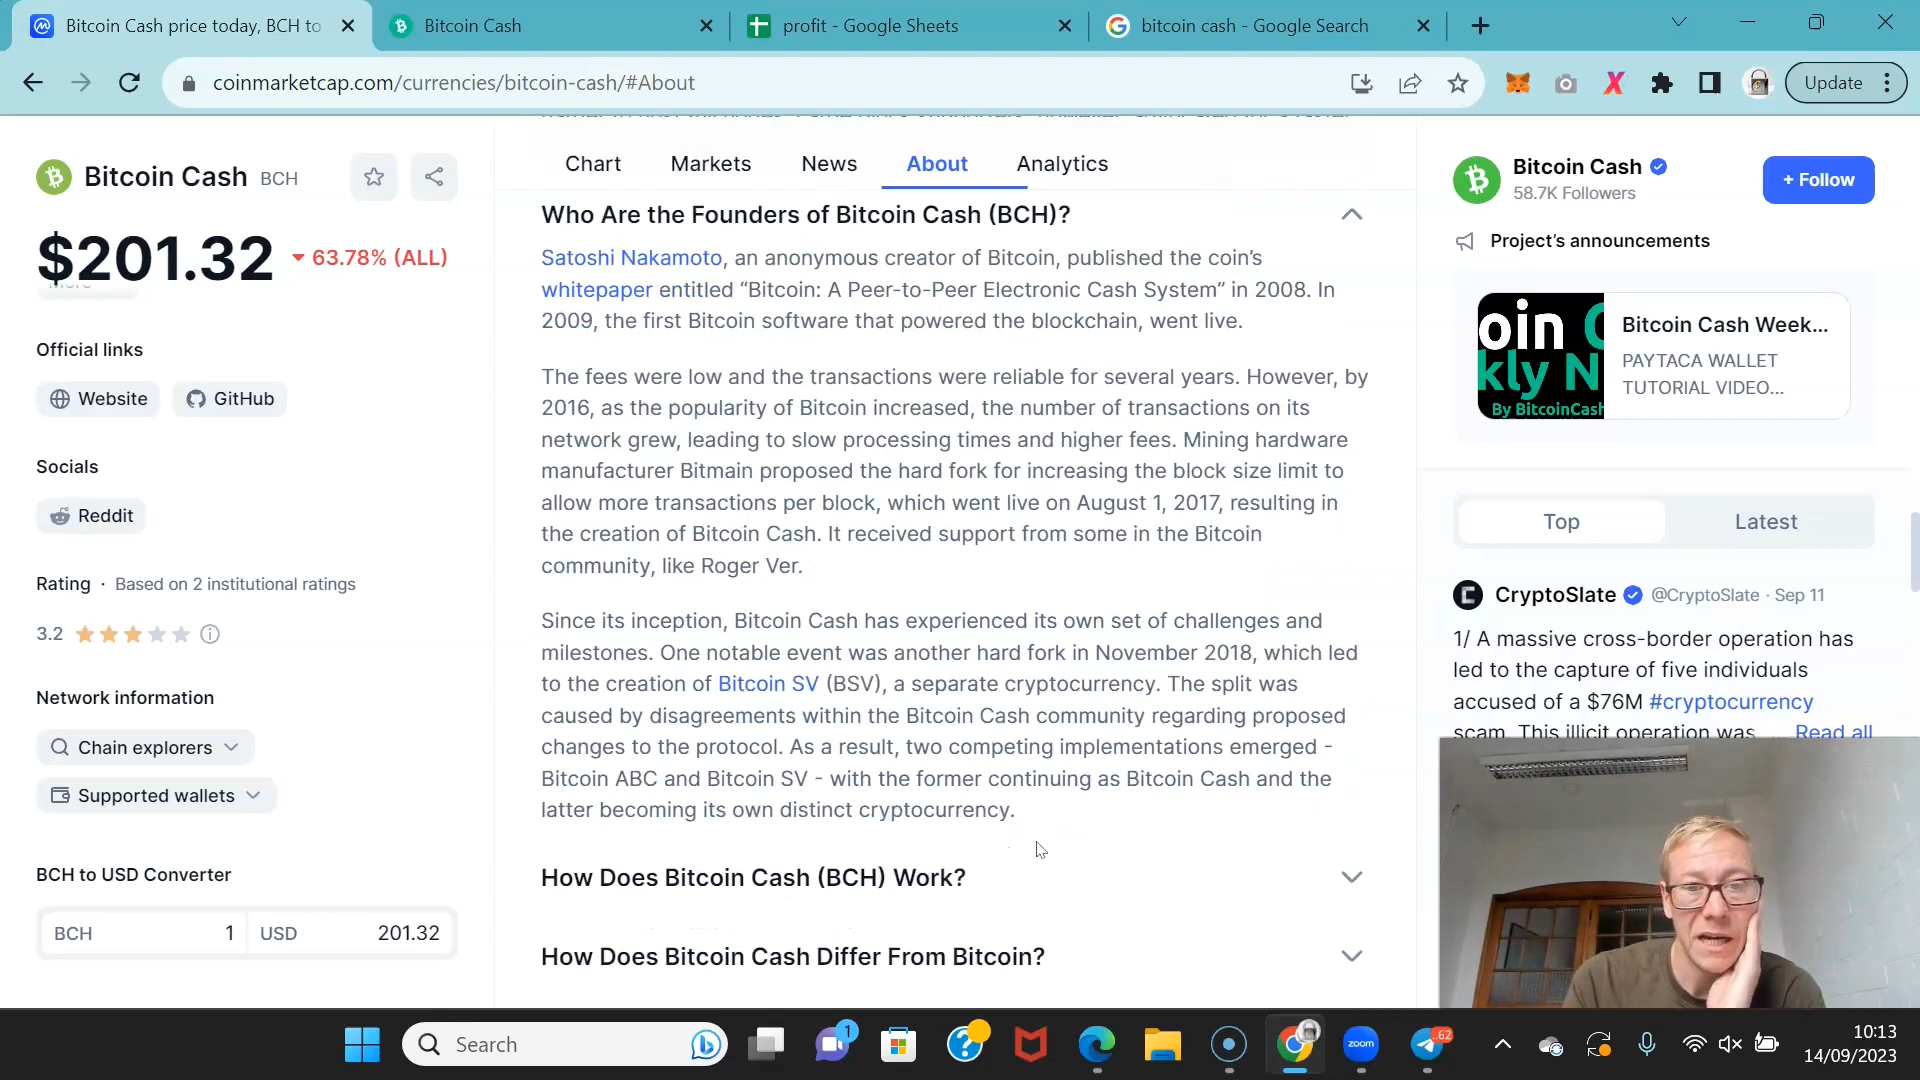 Bitcoin Cash price today, BCH to
Bitcoin Cash
profit - Google Sheets
bitcoin cash - Google Search
coinmarketcap.com/currencies/bitcoin-cash/#About
Update
Bitcoin Cash BCH
$201.32 63.78% (ALL)
Official links
Website
GitHub
Socials
Reddit
Rating · Based on 2 institutional ratings
3.2
Network information
Chain explorers
Supported wallets
BCH to USD Converter
BCH 1 USD 201.32
Chart Markets News About Analytics
Who Are the Founders of Bitcoin Cash (BCH)?
Satoshi Nakamoto, an anonymous creator of Bitcoin, published the coin’s
whitepaper entitled “Bitcoin: A Peer-to-Peer Electronic Cash System” in 2008. In
2009, the first Bitcoin software that powered the blockchain, went live.
The fees were low and the transactions were reliable for several years. However, by
2016, as the popularity of Bitcoin increased, the number of transactions on its
network grew, leading to slow processing times and higher fees. Mining hardware
manufacturer Bitmain proposed the hard fork for increasing the block size limit to
allow more transactions per block, which went live on August 1, 2017, resulting in
the creation of Bitcoin Cash. It received support from some in the Bitcoin
community, like Roger Ver.
Since its inception, Bitcoin Cash has experienced its own set of challenges and
milestones. One notable event was another hard fork in November 2018, which led
to the creation of Bitcoin SV (BSV), a separate cryptocurrency. The split was
caused by disagreements within the Bitcoin Cash community regarding proposed
changes to the protocol. As a result, two competing implementations emerged -
Bitcoin ABC and Bitcoin SV - with the former continuing as Bitcoin Cash and the
latter becoming its own distinct cryptocurrency.
How Does Bitcoin Cash (BCH) Work?
How Does Bitcoin Cash Differ From Bitcoin?
Bitcoin Cash
58.7K Followers
+ Follow
Project’s announcements
oin C
kly N
By BitcoinCash
Bitcoin Cash Week...
PAYTACA WALLET
TUTORIAL VIDEO...
Top Latest
CryptoSlate @CryptoSlate · Sep 11
1/ A massive cross-border operation has
led to the capture of five individuals
accused of a $76M #cryptocurrency
scam. This illicit operation was ... Read all
Search
1
zoom
62
10:13
14/09/2023